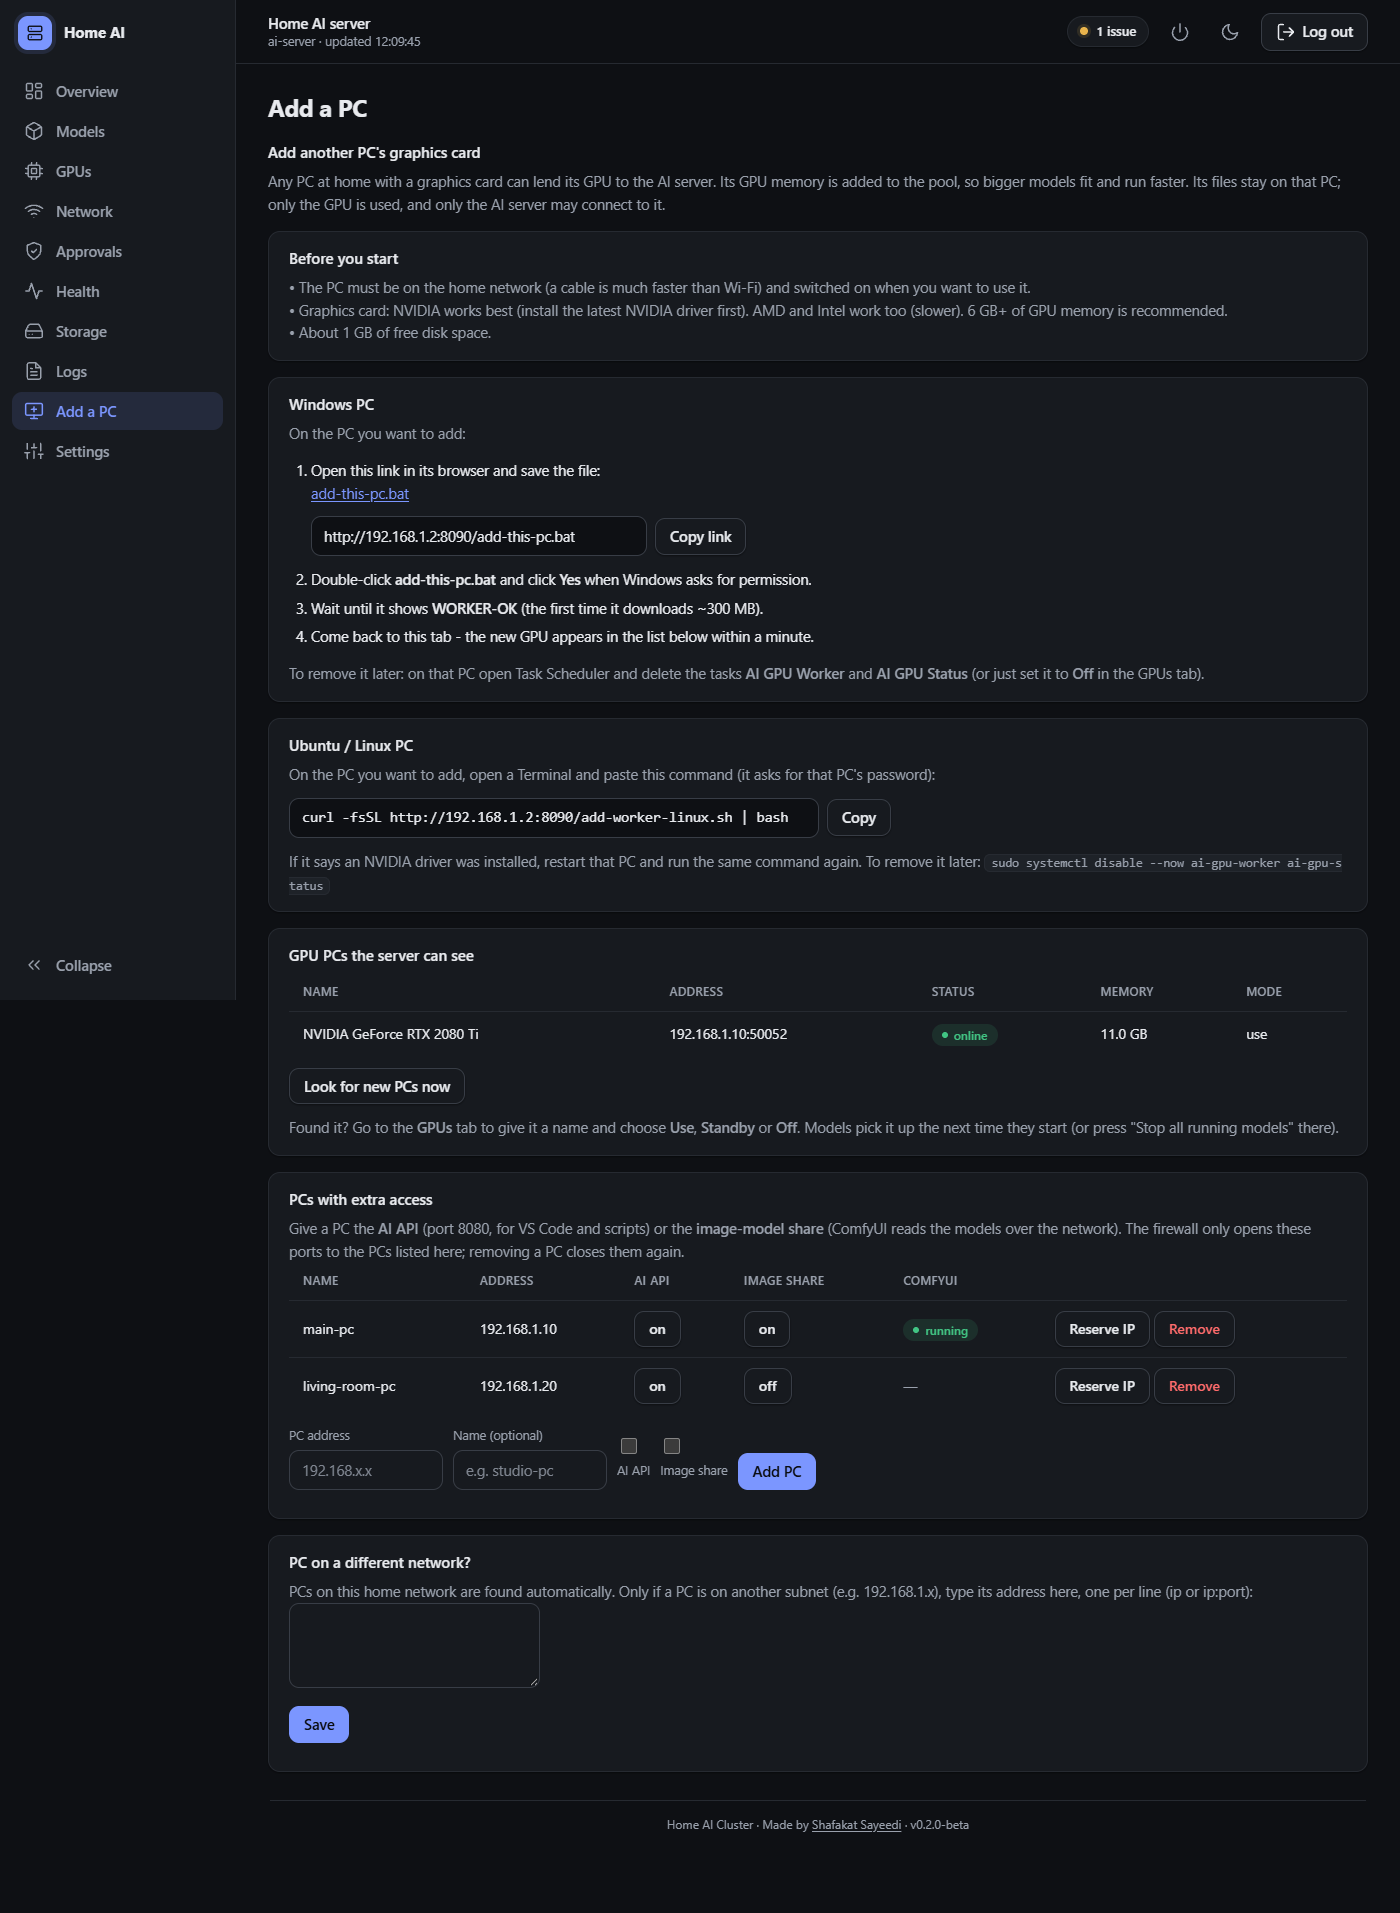 Home AI
Home AI server
ai-server · updated 12:09:45
1 issue
Log out
Overview
Models
GPUs
Network
Approvals
Health
Storage
Logs
Add a PC
Settings
Collapse
Add a PC
Add another PC's graphics card
Any PC at home with a graphics card can lend its GPU to the AI server. Its GPU memory is added to the pool, so bigger models fit and run faster. Its files stay on that PC;
only the GPU is used, and only the AI server may connect to it.
Before you start
• The PC must be on the home network (a cable is much faster than Wi-Fi) and switched on when you want to use it.
• Graphics card: NVIDIA works best (install the latest NVIDIA driver first). AMD and Intel work too (slower). 6 GB+ of GPU memory is recommended.
• About 1 GB of free disk space.
Windows PC
On the PC you want to add:
1. Open this link in its browser and save the file:
add-this-pc.bat
http://192.168.1.2:8090/add-this-pc.bat
Copy link
2. Double-click add-this-pc.bat and click Yes when Windows asks for permission.
3. Wait until it shows WORKER-OK (the first time it downloads ~300 MB).
4. Come back to this tab - the new GPU appears in the list below within a minute.
To remove it later: on that PC open Task Scheduler and delete the tasks AI GPU Worker and AI GPU Status (or just set it to Off in the GPUs tab).
Ubuntu / Linux PC
On the PC you want to add, open a Terminal and paste this command (it asks for that PC's password):
curl -fsSL http://192.168.1.2:8090/add-worker-linux.sh | bash
Copy
If it says an NVIDIA driver was installed, restart that PC and run the same command again. To remove it later: sudo systemctl disable --now ai-gpu-worker ai-gpu-s
tatus
GPU PCs the server can see
NAME ADDRESS STATUS MEMORY MODE
NVIDIA GeForce RTX 2080 Ti 192.168.1.10:50052 online 11.0 GB use
Look for new PCs now
Found it? Go to the GPUs tab to give it a name and choose Use, Standby or Off. Models pick it up the next time they start (or press "Stop all running models" there).
PCs with extra access
Give a PC the AI API (port 8080, for VS Code and scripts) or the image-model share (ComfyUI reads the models over the network). The firewall only opens these
ports to the PCs listed here; removing a PC closes them again.
NAME ADDRESS AI API IMAGE SHARE COMFYUI
main-pc 192.168.1.10 on on running Reserve IP Remove
living-room-pc 192.168.1.20 on off — Reserve IP Remove
PC address Name (optional)
192.168.x.x e.g. studio-pc AI API Image share Add PC
PC on a different network?
PCs on this home network are found automatically. Only if a PC is on another subnet (e.g. 192.168.1.x), type its address here, one per line (ip or ip:port):
Save
Home AI Cluster · Made by Shafakat Sayeedi · v0.2.0-beta